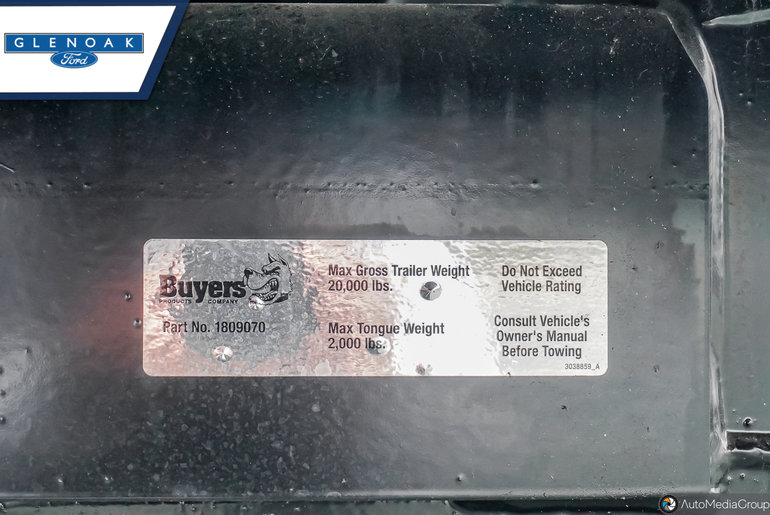 GLENOAK
Ford
Buyers
PRODUCTS COMPANY
Part No. 1809070
Max Gross Trailer Weight
20,000 lbs.
Max Tongue Weight
2,000 lbs.
Do Not Exceed
Vehicle Rating
Consult Vehicle's
Owner's Manual
Before Towing
3038859_A
AutoMediaGroup